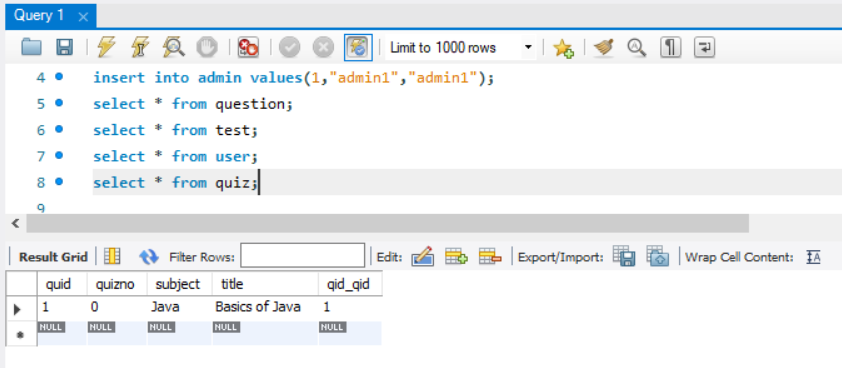 Query 1
Limit to 1000 rows
4 insert into admin values(1,"admin1","admin1");
5 select * from question;
6 select * from test;
7 select * from user;
8 select * from quiz;
9
Result Grid Filter Rows: Edit: Export/Import: Wrap Cell Content: IA
quid quizno subject title qid_qid
1 0 Java Basics of Java 1
NULL NULL NULL NULL NULL